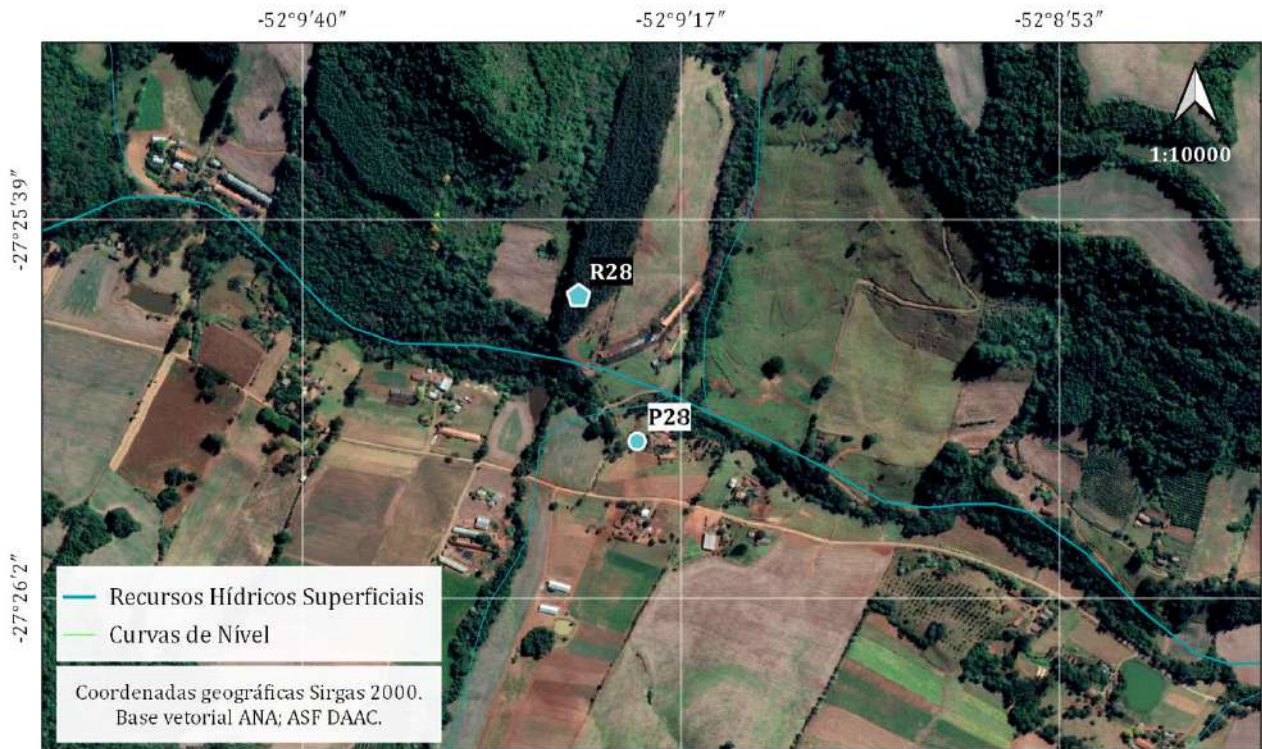 -52°9′40″
-52°9′17″
-52°8′53″
-27°25′39″
1:10000
R28
P28
-27°26′2″
Recursos Hídricos Superficiais
Curvas de Nível
Coordenadas geográficas Sirgas 2000.
Base vetorial ANA; ASF DAAC.